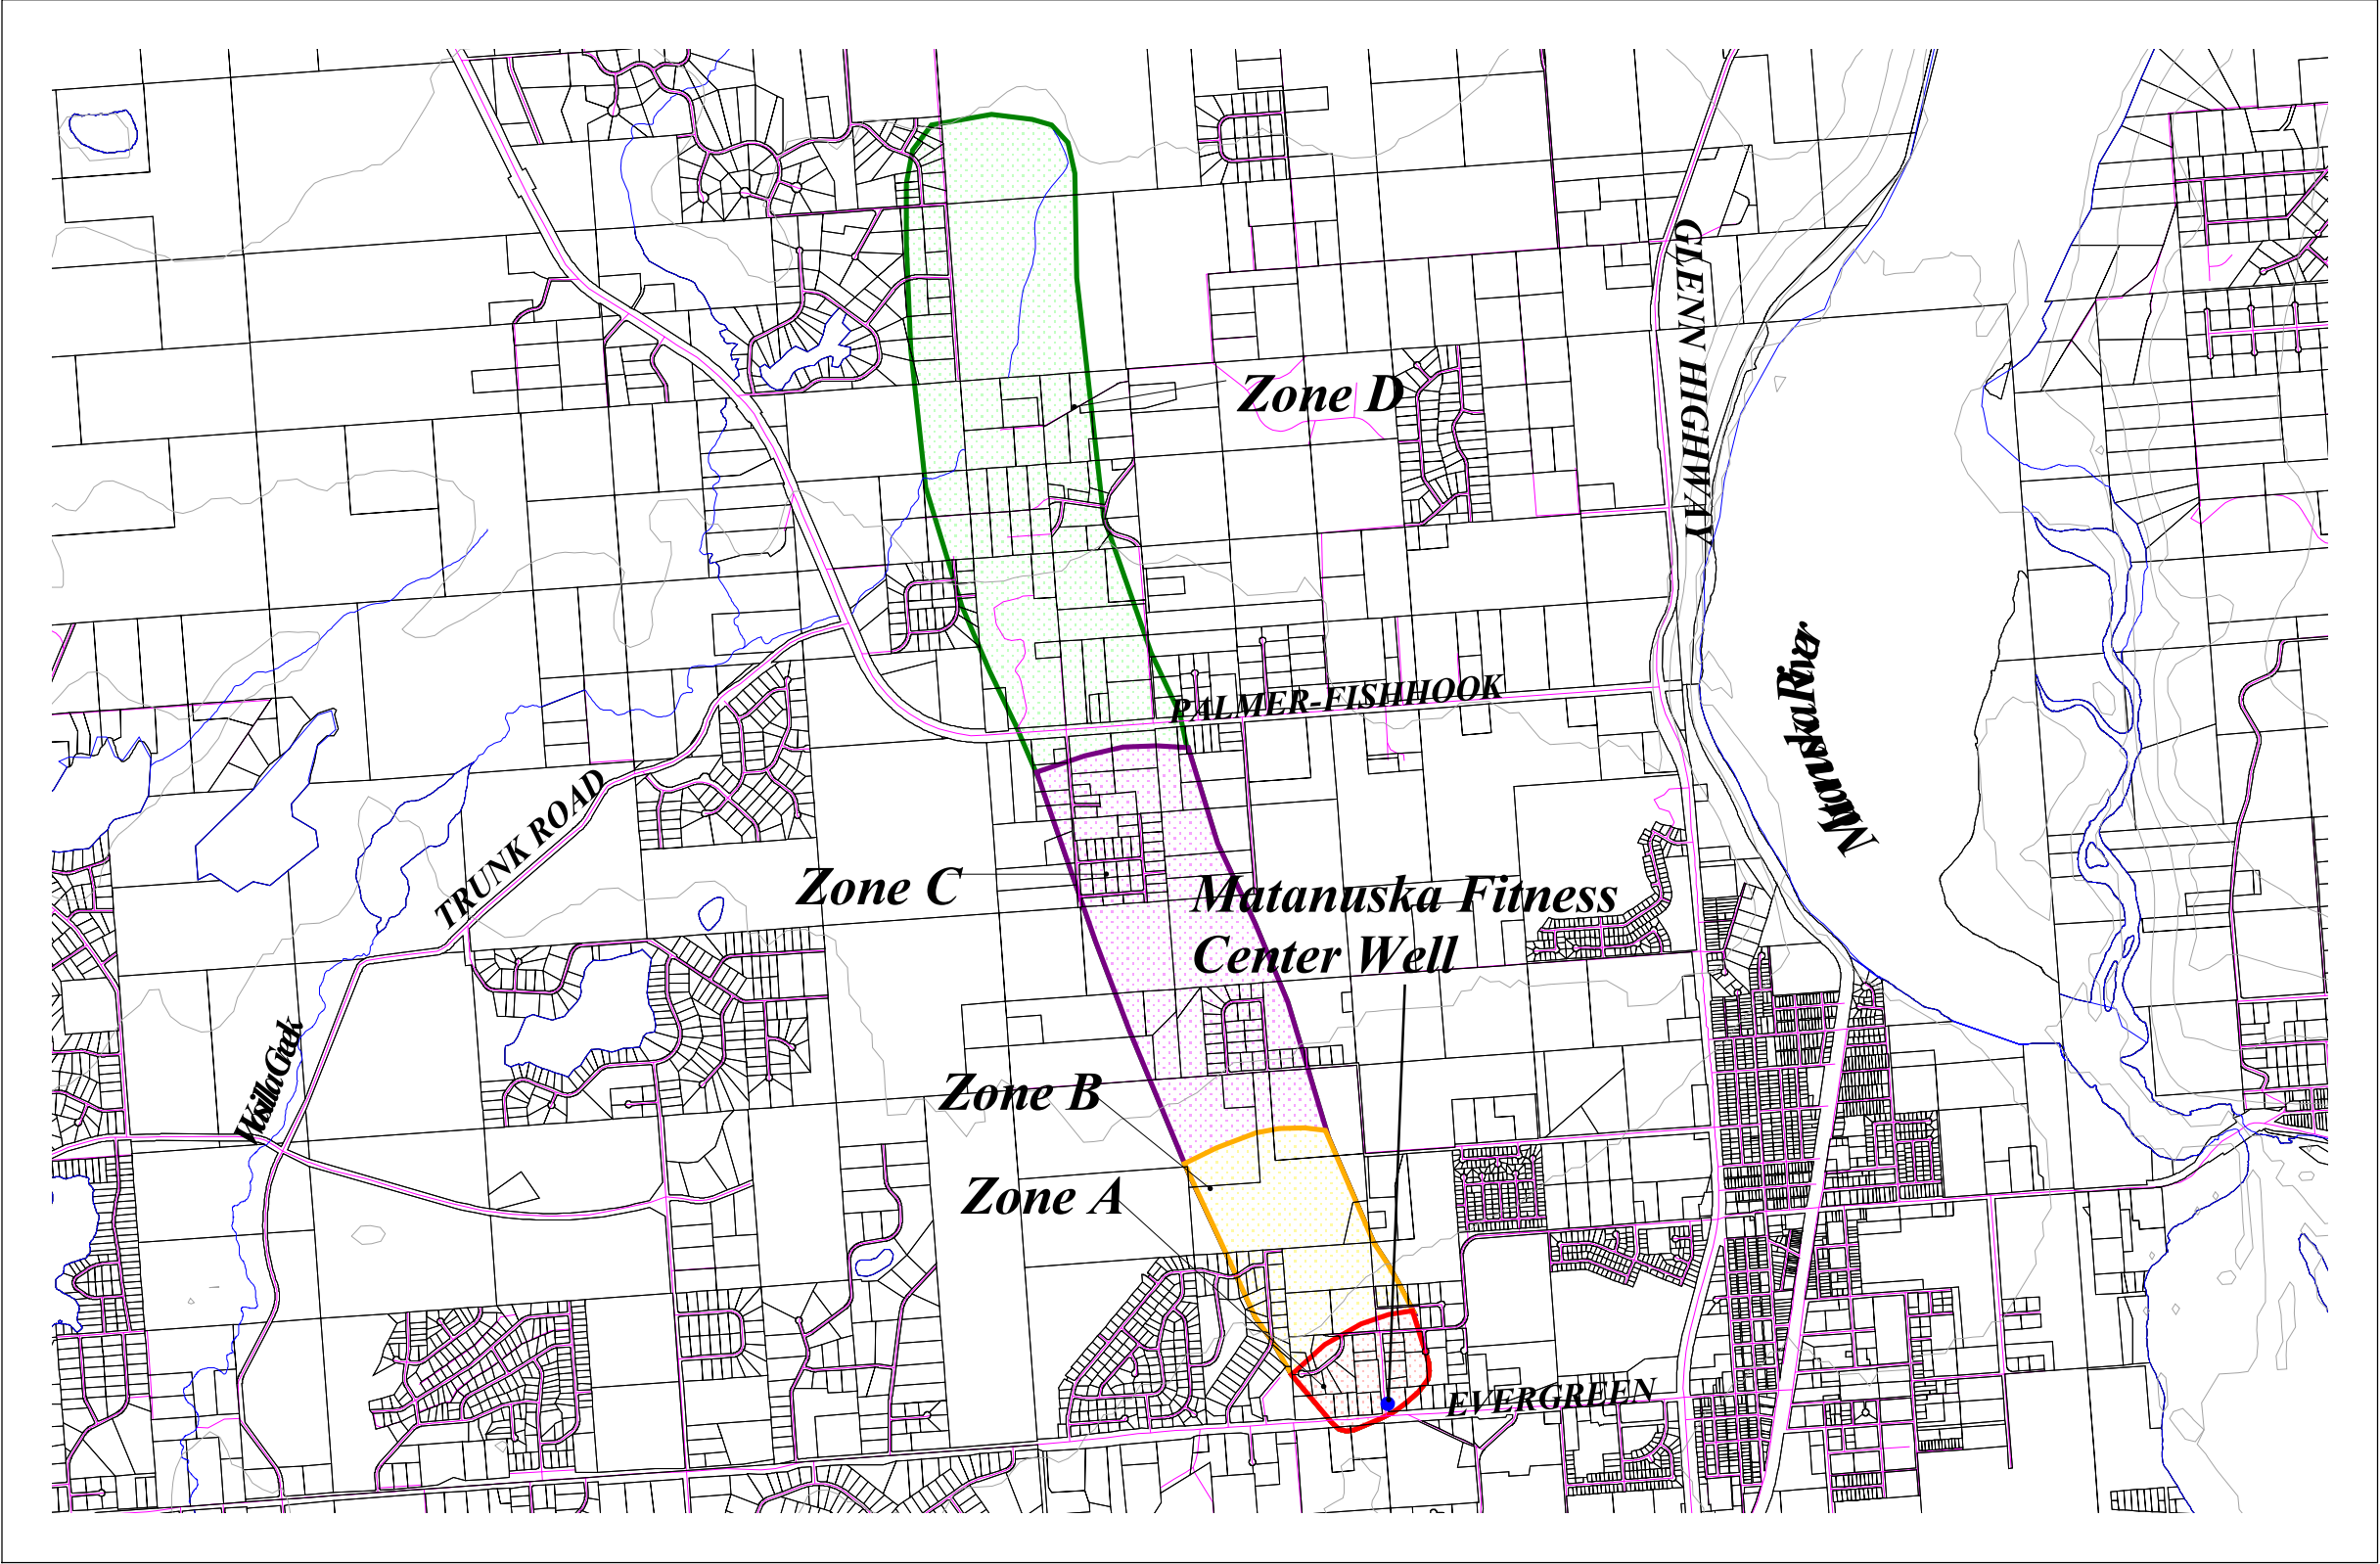 GLENN HIGHWAY
Zone D
Matanuska River
PALMER-FISHHOOK
TRUNK ROAD
Zone C
Matanuska Fitness
Center Well
Wasilla Creek
Zone B
Zone A
EVERGREEN